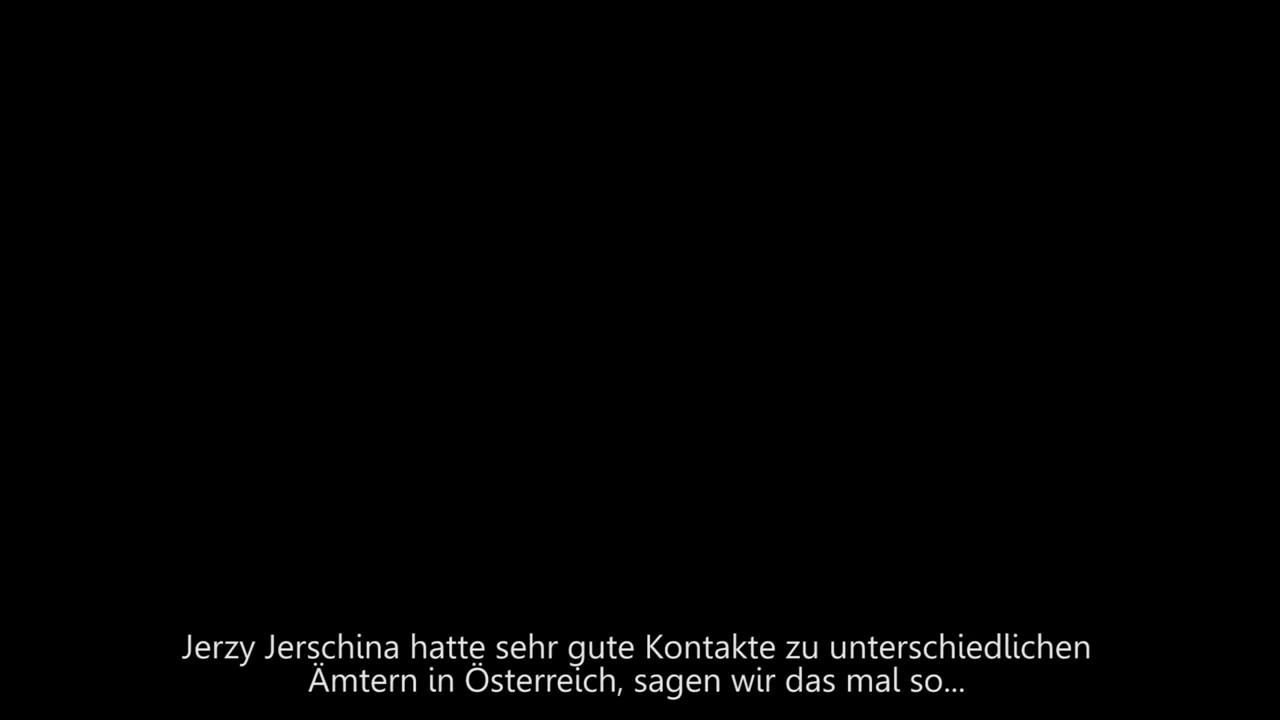 Jerzy Jerschina hatte sehr gute Kontakte zu unterschiedlichen
Ämtern in Österreich, sagen wir das mal so...